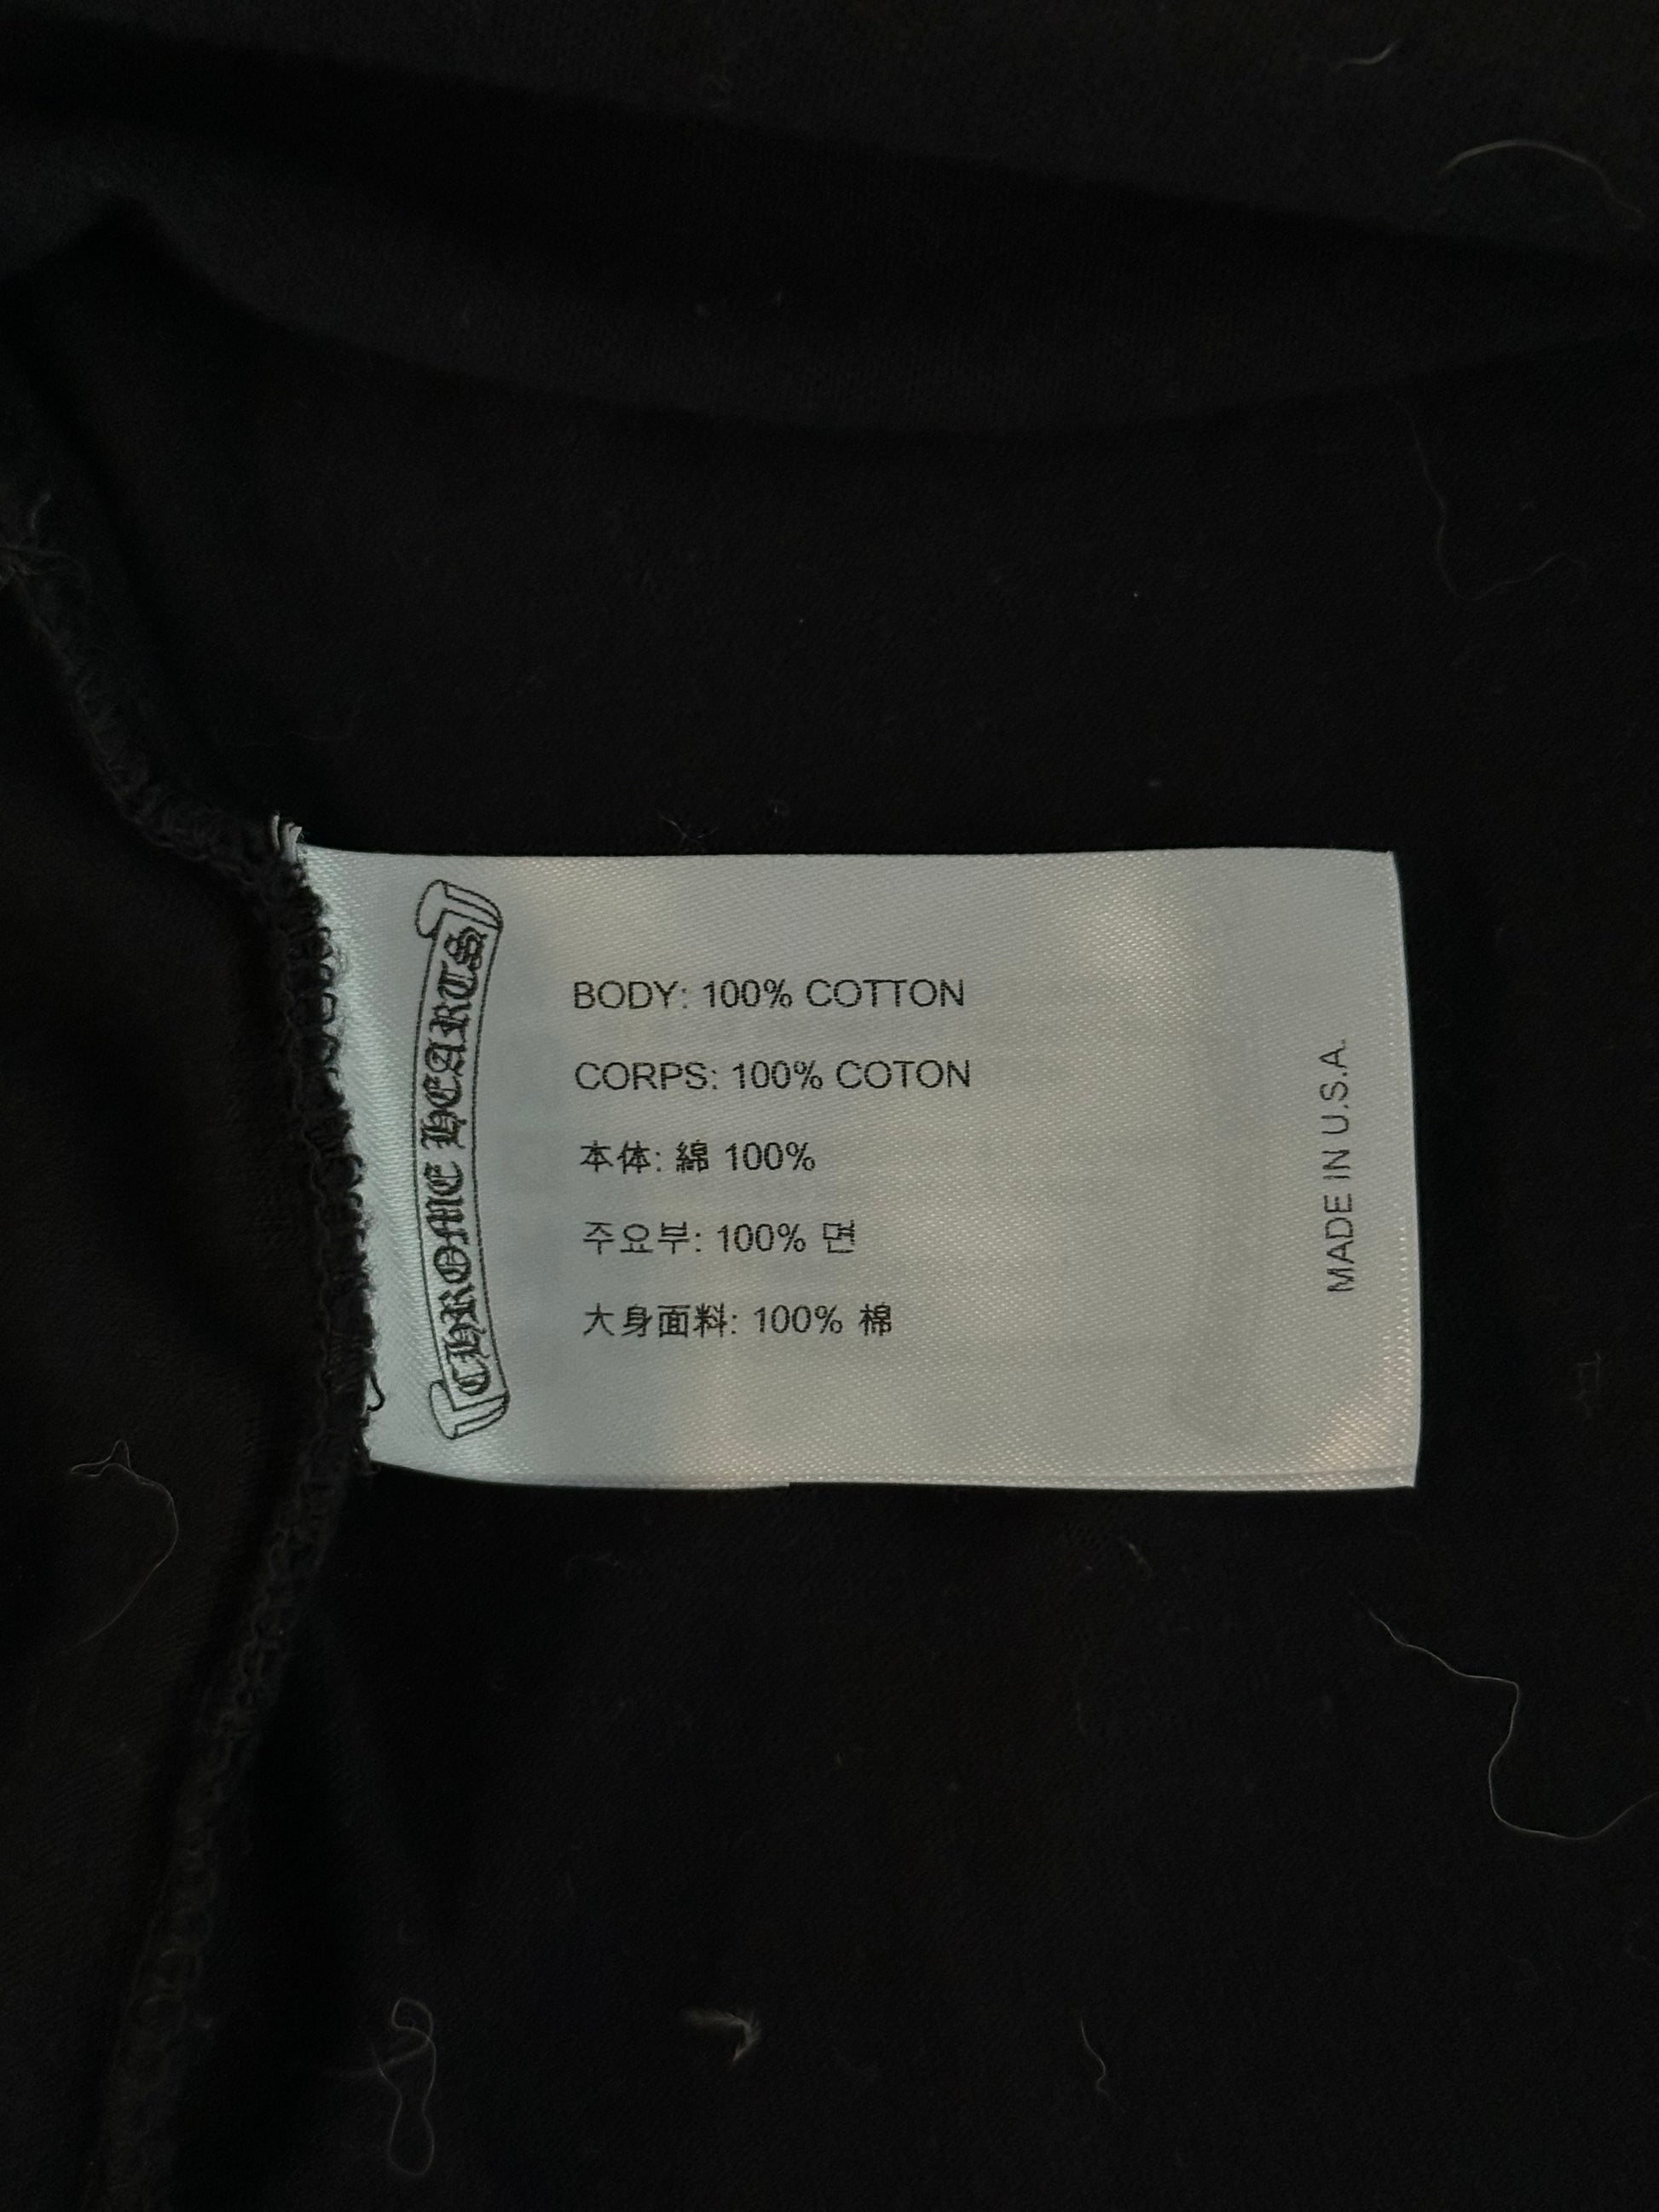 CHROME HEARTS
BODY: 100% COTTON
CORPS: 100% COTON
本体: 綿 100%
주요부: 100% 면
大身面料: 100% 棉
MADE IN U.S.A.